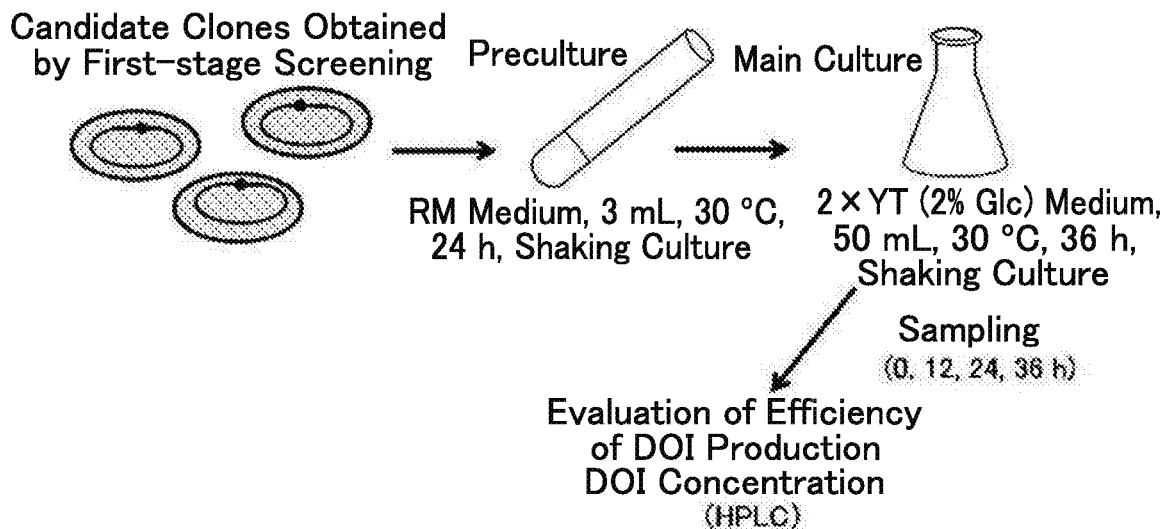 Candidate Clones Obtained
by First-stage Screening
Preculture
Main Culture
RM Medium, 3 mL, 30 ºC,
24 h, Shaking Culture
2×YT (2% Glc) Medium,
50 mL, 30 ºC, 36 h,
Shaking Culture
Sampling
(0, 12, 24, 36 h)
Evaluation of Efficiency
of DOI Production
DOI Concentration
(HPLC)